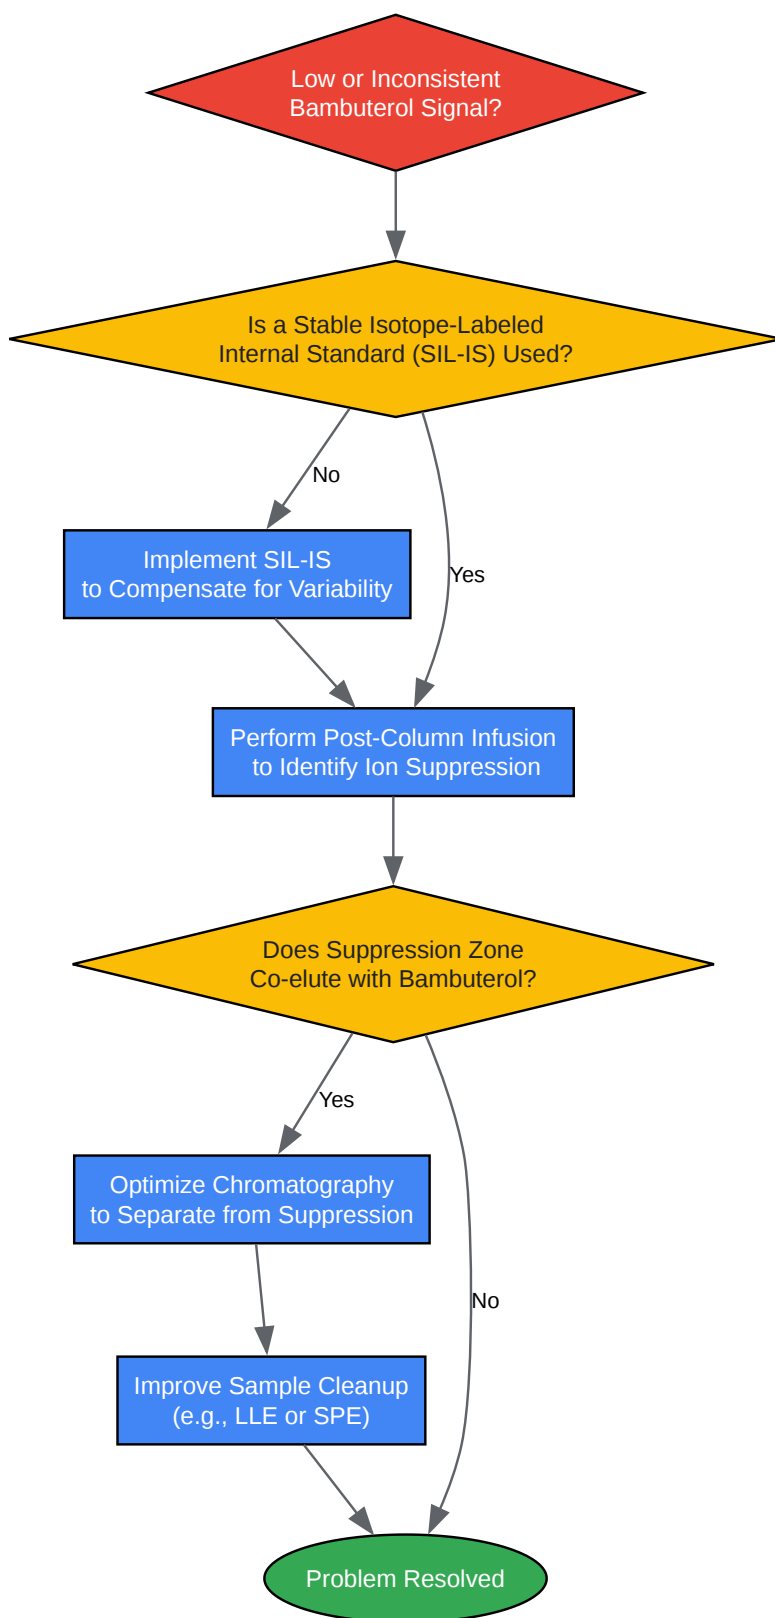 Low or Inconsistent
Bambuterol Signal?
Is a Stable Isotope-Labeled
Internal Standard (SIL-IS) Used?
No
Implement SIL-IS
to Compensate for Variability
Yes
Perform Post-Column Infusion
to Identify Ion Suppression
Does Suppression Zone
Co-elute with Bambuterol?
Yes
Optimize Chromatography
to Separate from Suppression
No
Improve Sample Cleanup
(e.g., LLE or SPE)
Problem Resolved